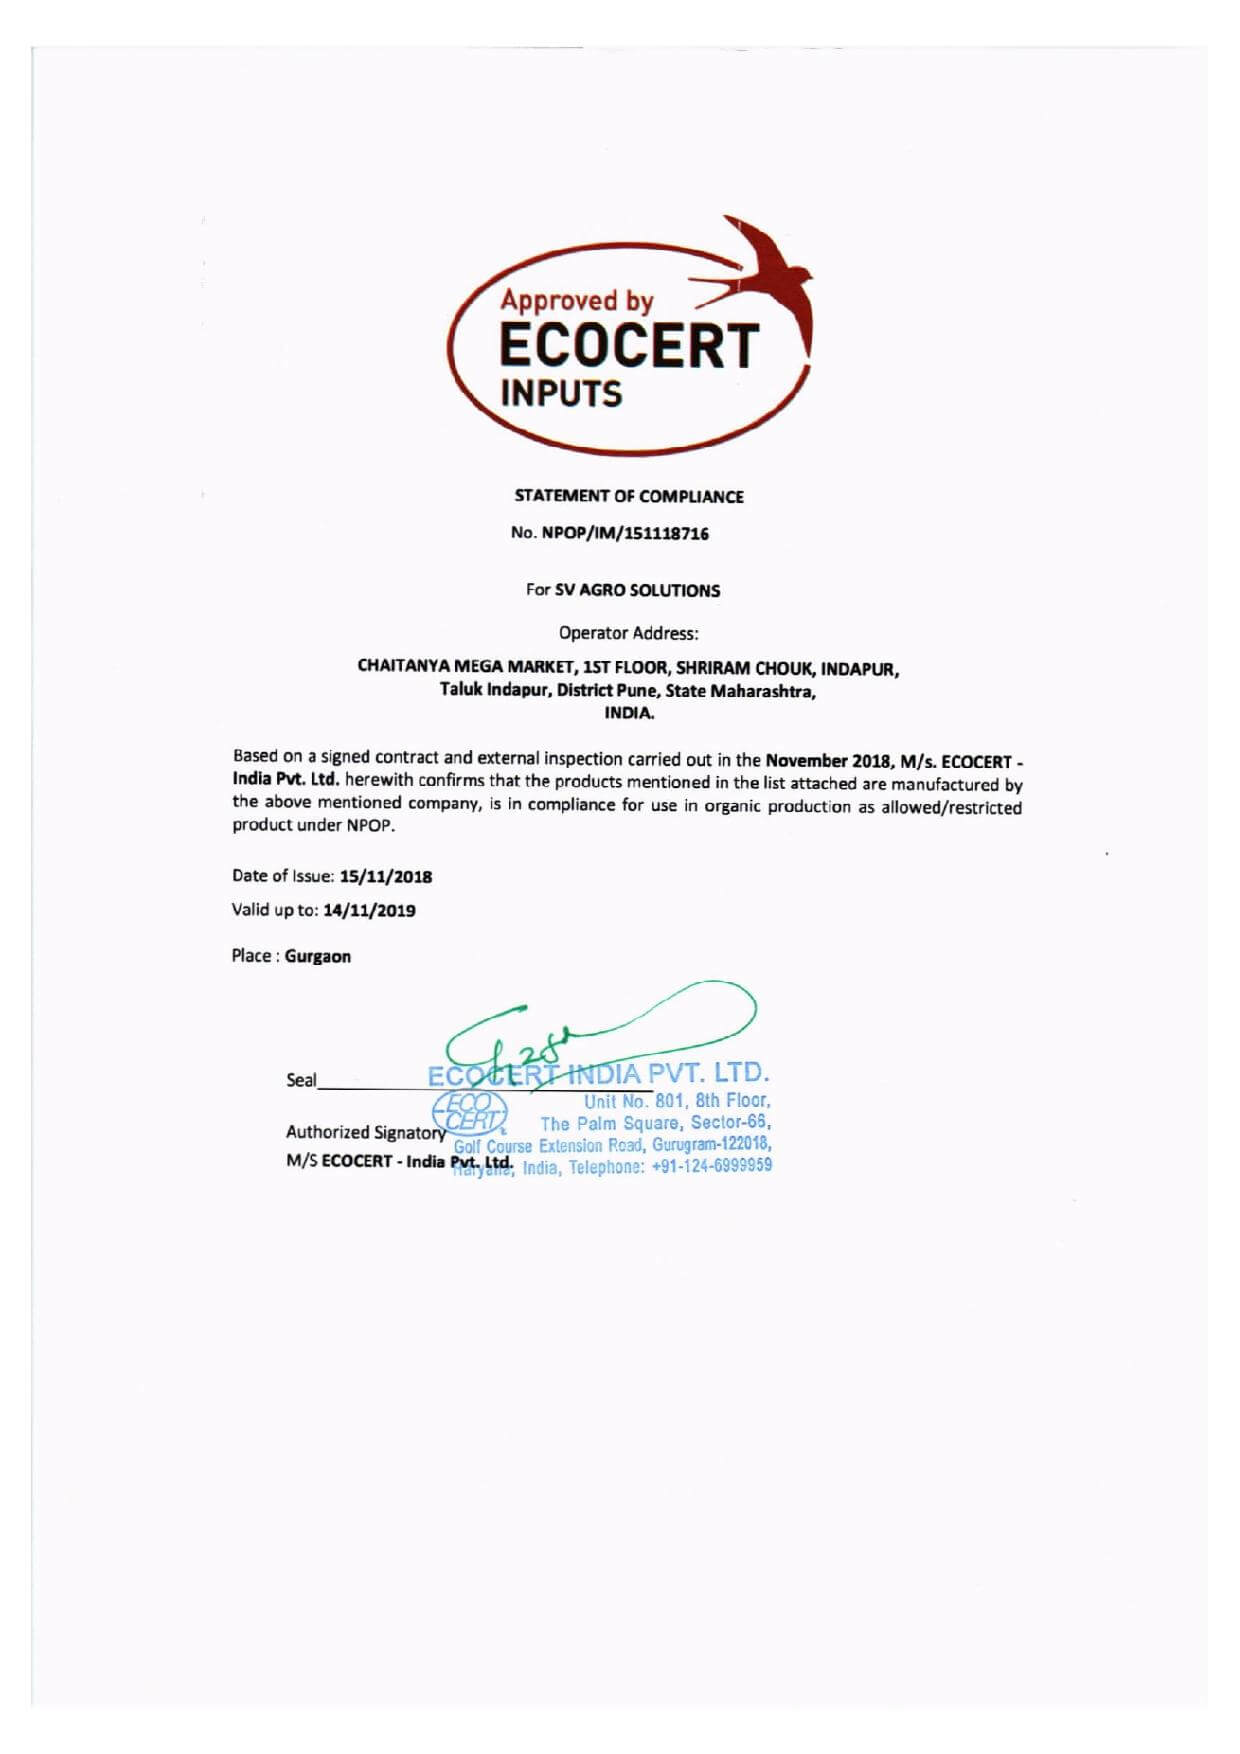 Approved by
ECOCERT
INPUTS
STATEMENT OF COMPLIANCE
No. NPOP/IM/151118716
For SV AGRO SOLUTIONS
Operator Address:
CHAITANYA MEGA MARKET, 1ST FLOOR, SHRIRAM CHOUK, INDAPUR,
Taluk Indapur, District Pune, State Maharashtra,
INDIA.
Based on a signed contract and external inspection carried out in the November 2018, M/s. ECOCERT -
India Pvt. Ltd. herewith confirms that the products mentioned in the list attached are manufactured by
the above mentioned company, is in compliance for use in organic production as allowed/restricted
product under NPOP.
Date of Issue: 15/11/2018
Valid up to: 14/11/2019
Place : Gurgaon
Seal
ECOCERT INDIA PVT. LTD.
Unit No. 801, 8th Floor,
ECO
CERT
The Palm Square, Sector-66,
Authorized Signatory
Golf Course Extension Road, Gurugram-122018,
M/S ECOCERT - India Pvt. Ltd.
Haryana, India, Telephone: +91-124-6999959